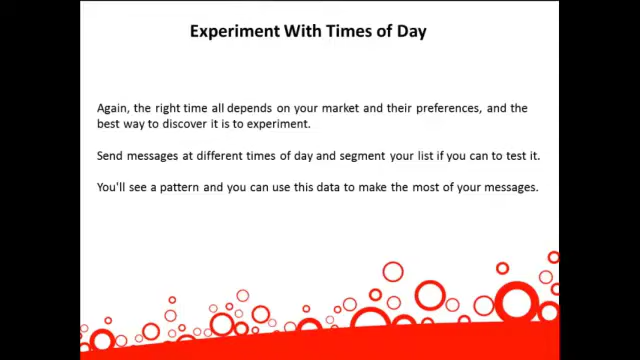 Experiment With Times of Day
Again, the right time all depends on your market and their preferences, and the
best way to discover it is to experiment.
Send messages at different times of day and segment your list if you can to test it.
You'll see a pattern and you can use this data to make the most of your messages.